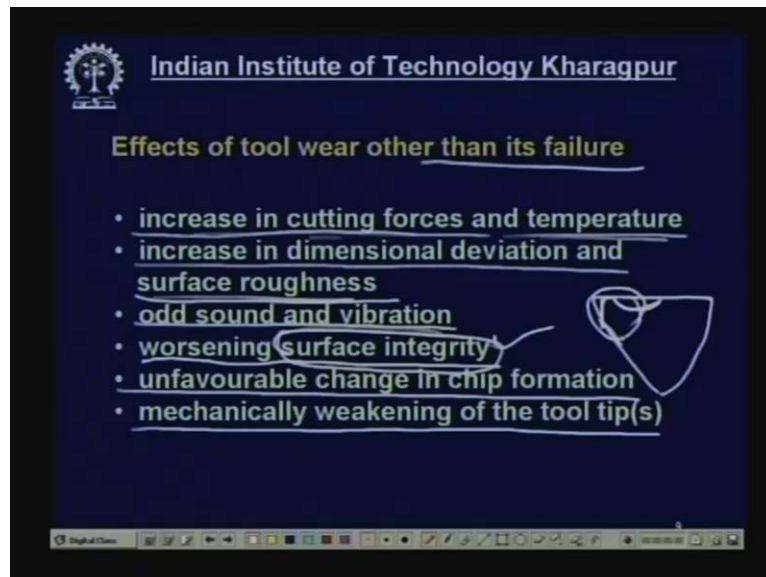 Indian Institute of Technology Kharagpur
Effects of tool wear other than its failure
• increase in cutting forces and temperature
• increase in dimensional deviation and
surface roughness
• odd sound and vibration
• worsening surface integrity
• unfavourable change in chip formation
• mechanically weakening of the tool tip(s)
Digital Class